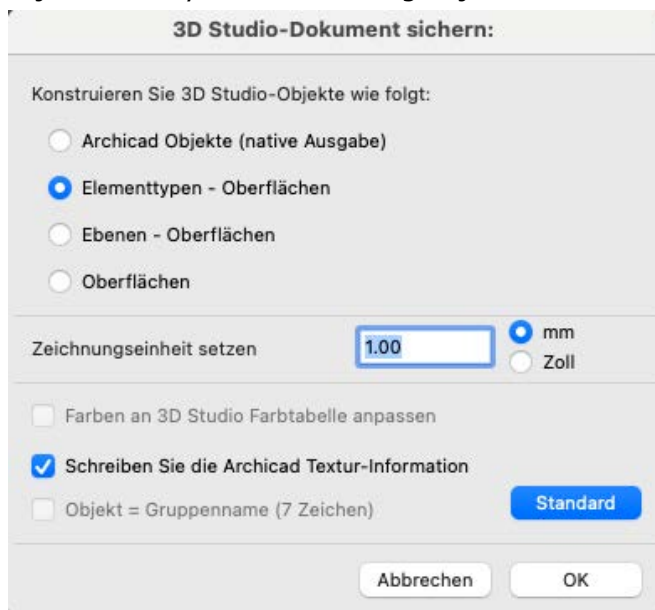 3D Studio-Dokument sichern:
Konstruieren Sie 3D Studio-Objekte wie folgt:
Archicad Objekte (native Ausgabe)
Elementtypen - Oberflächen
Ebenen - Oberflächen
Oberflächen
Zeichnungseinheit setzen 1.00 mm
Zoll
Farben an 3D Studio Farbtabelle anpassen
Schreiben Sie die Archicad Textur-Information
Objekt = Gruppenname (7 Zeichen) Standard
Abbrechen OK